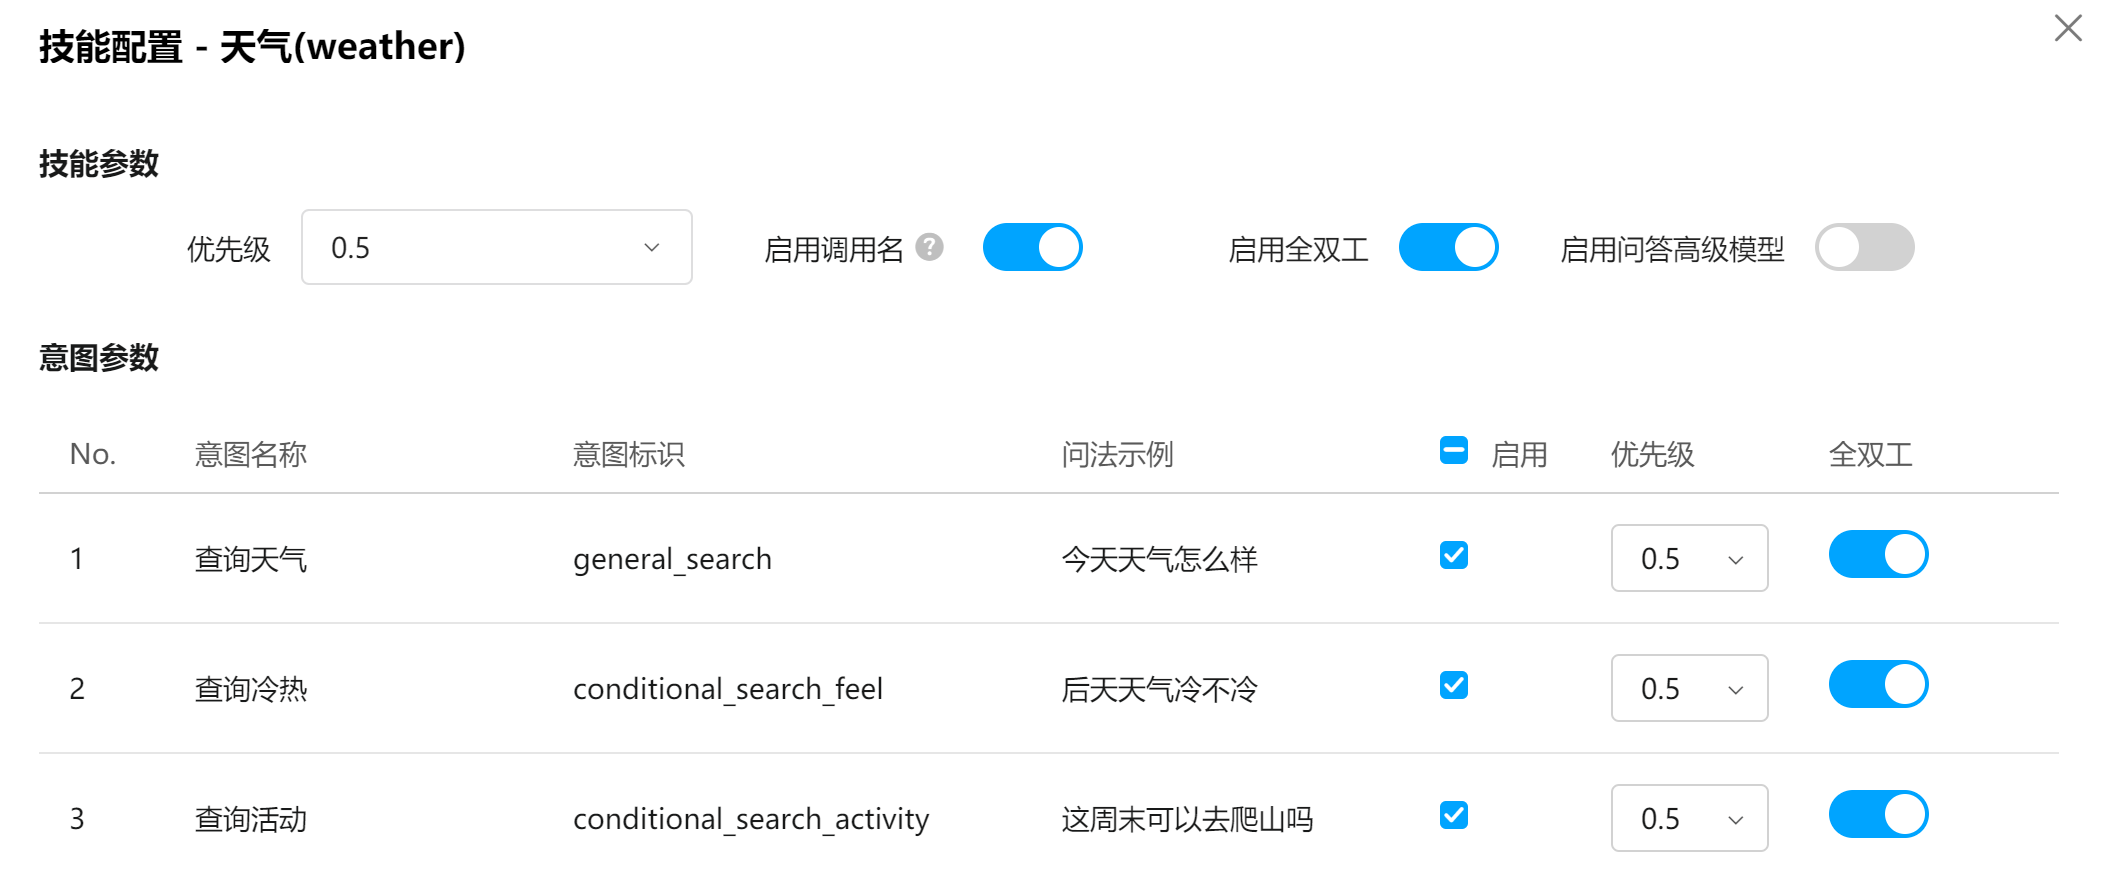 技能配置 - 天气(weather)
技能参数
优先级 0.5 启用调用名 ? 启用全双工 启用问答高级模型
意图参数
No. 意图名称 意图标识 问法示例 启用 优先级 全双工
1 查询天气 general_search 今天天气怎么样 0.5
2 查询冷热 conditional_search_feel 后天天气冷不冷 0.5
3 查询活动 conditional_search_activity 这周末可以去爬山吗 0.5